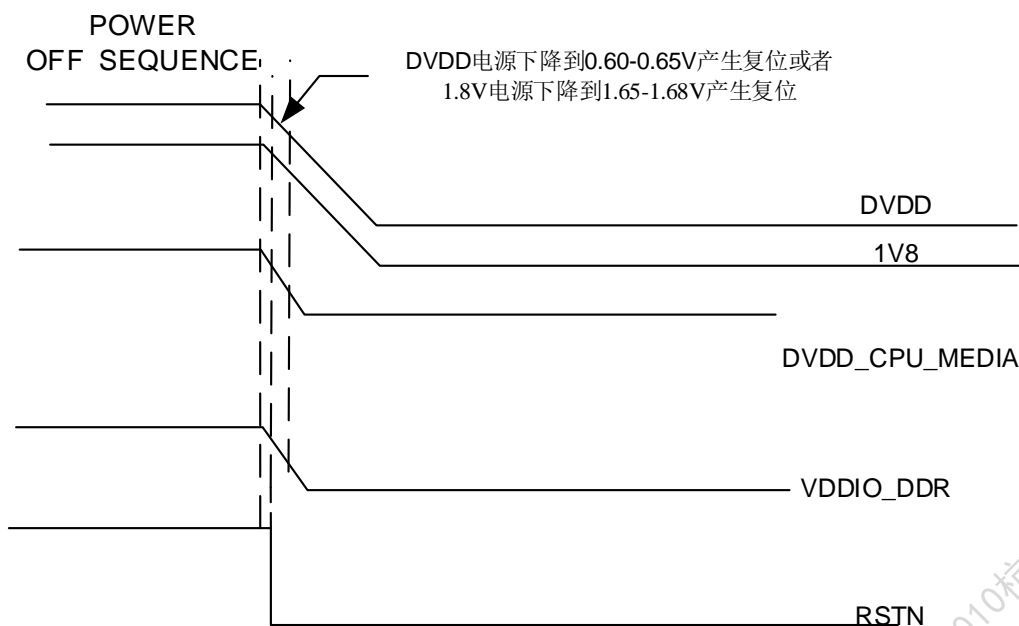 POWER
OFF SEQUENCE
DVDD电源下降到0.60-0.65V产生复位或者
1.8V电源下降到1.65-1.68V产生复位
DVDD
1V8
DVDD_CPU_MEDIA
VDDIO_DDR
RSTN